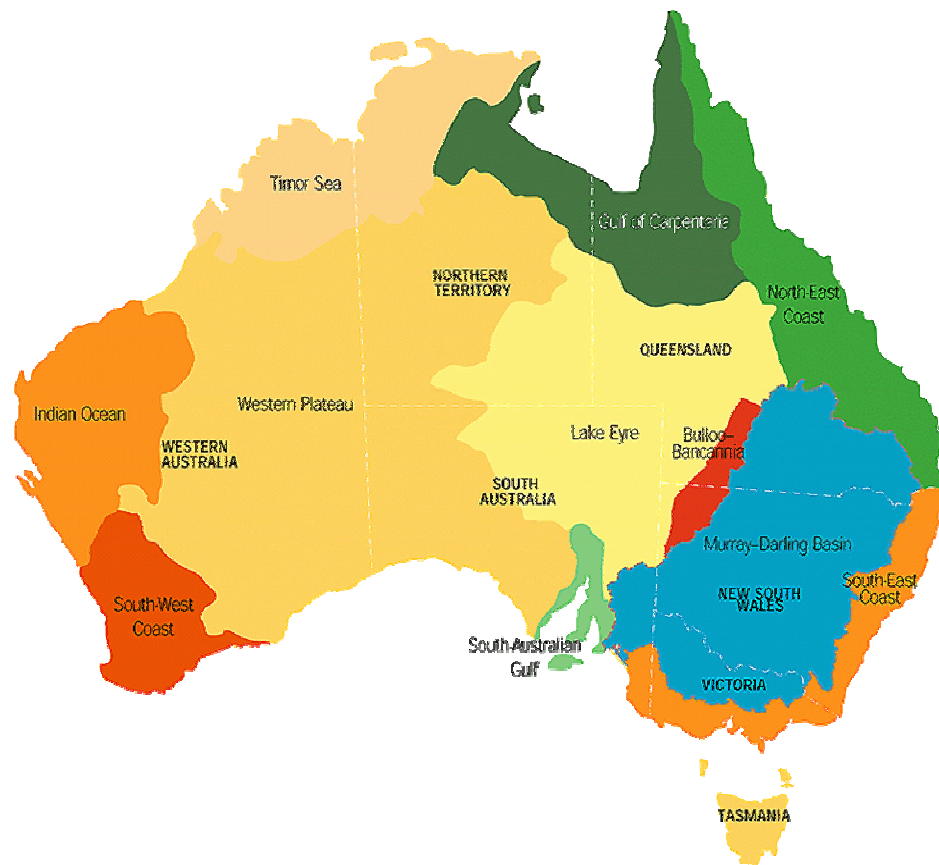 Timor Sea
Gulf of Carpentaria
NORTHERN
TERRITORY
North-East
Coast
QUEENSLAND
Indian Ocean
Western Plateau
WESTERN
AUSTRALIA
Lake Eyre
Bulloo-
Bancannia
SOUTH
AUSTRALIA
Murray-Darling Basin
South-East
Coast
NEW SOUTH
WALES
South-West
Coast
South-Australian
Gulf
VICTORIA
TASMANIA